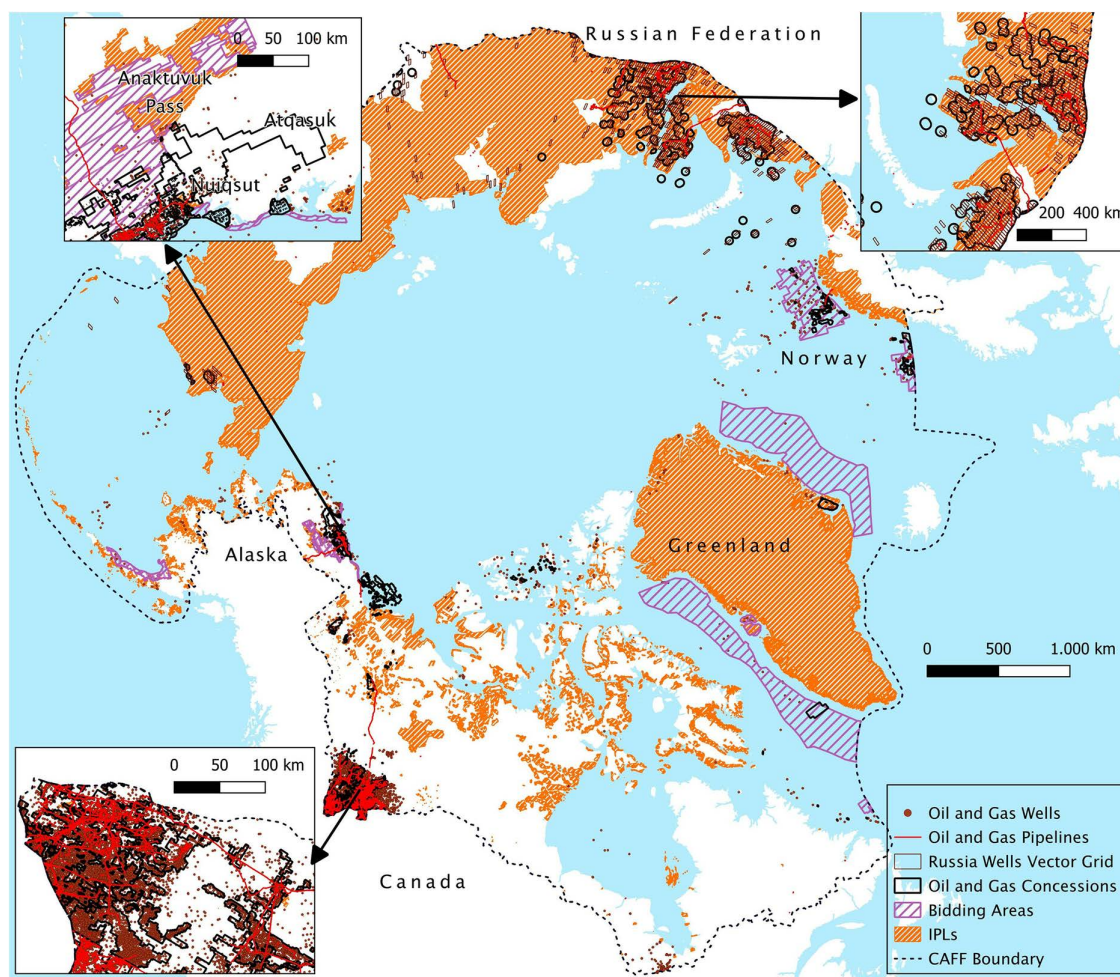 Russian Federation
0 50 100 km
Anaktuvuk
Pass
Atqasuk
Nuiqsut
200 400 km
Norway
Alaska
Greenland
0 500 1.000 km
0 50 100 km
Canada
Oil and Gas Wells
Oil and Gas Pipelines
Russia Wells Vector Grid
Oil and Gas Concessions
Bidding Areas
IPLs
CAFF Boundary